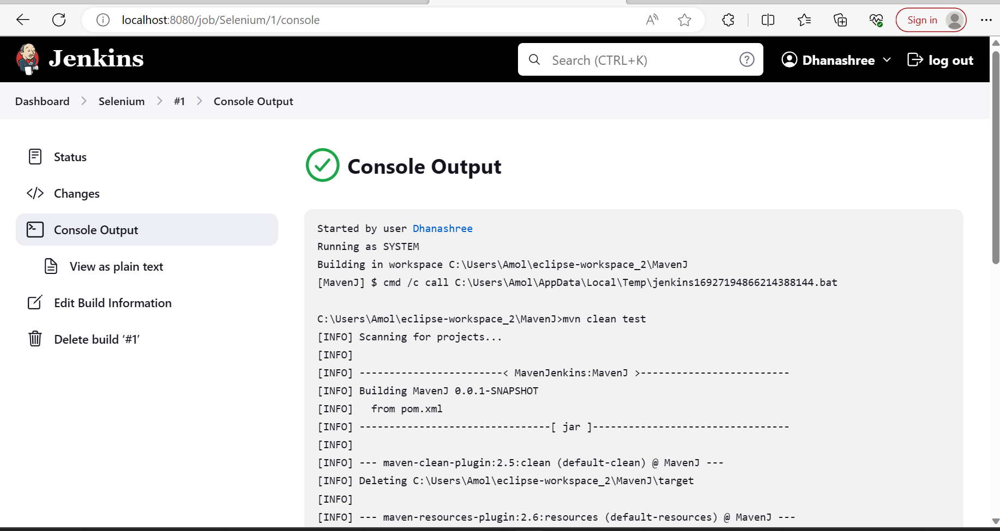 localhost:8080/job/Selenium/1/console
Sign in
Jenkins
Search (CTRL+K)
Dhanashree
log out
Dashboard > Selenium > #1 > Console Output
Status
Changes
Console Output
View as plain text
Edit Build Information
Delete build ‘#1’
Console Output
Started by user Dhanashree
Running as SYSTEM
Building in workspace C:\Users\Amol\eclipse-workspace_2\MavenJ
[MavenJ] $ cmd /c call C:\Users\Amol\AppData\Local\Temp\jenkins16927194866214388144.bat
C:\Users\Amol\eclipse-workspace_2\MavenJ>mvn clean test
[INFO] Scanning for projects...
[INFO]
[INFO] ------------------------< MavenJenkins:MavenJ >-------------------------
[INFO] Building MavenJ 0.0.1-SNAPSHOT
[INFO]   from pom.xml
[INFO] --------------------------------[ jar ]---------------------------------
[INFO]
[INFO] --- maven-clean-plugin:2.5:clean (default-clean) @ MavenJ ---
[INFO] Deleting C:\Users\Amol\eclipse-workspace_2\MavenJ\target
[INFO]
[INFO] --- maven-resources-plugin:2.6:resources (default-resources) @ MavenJ ---